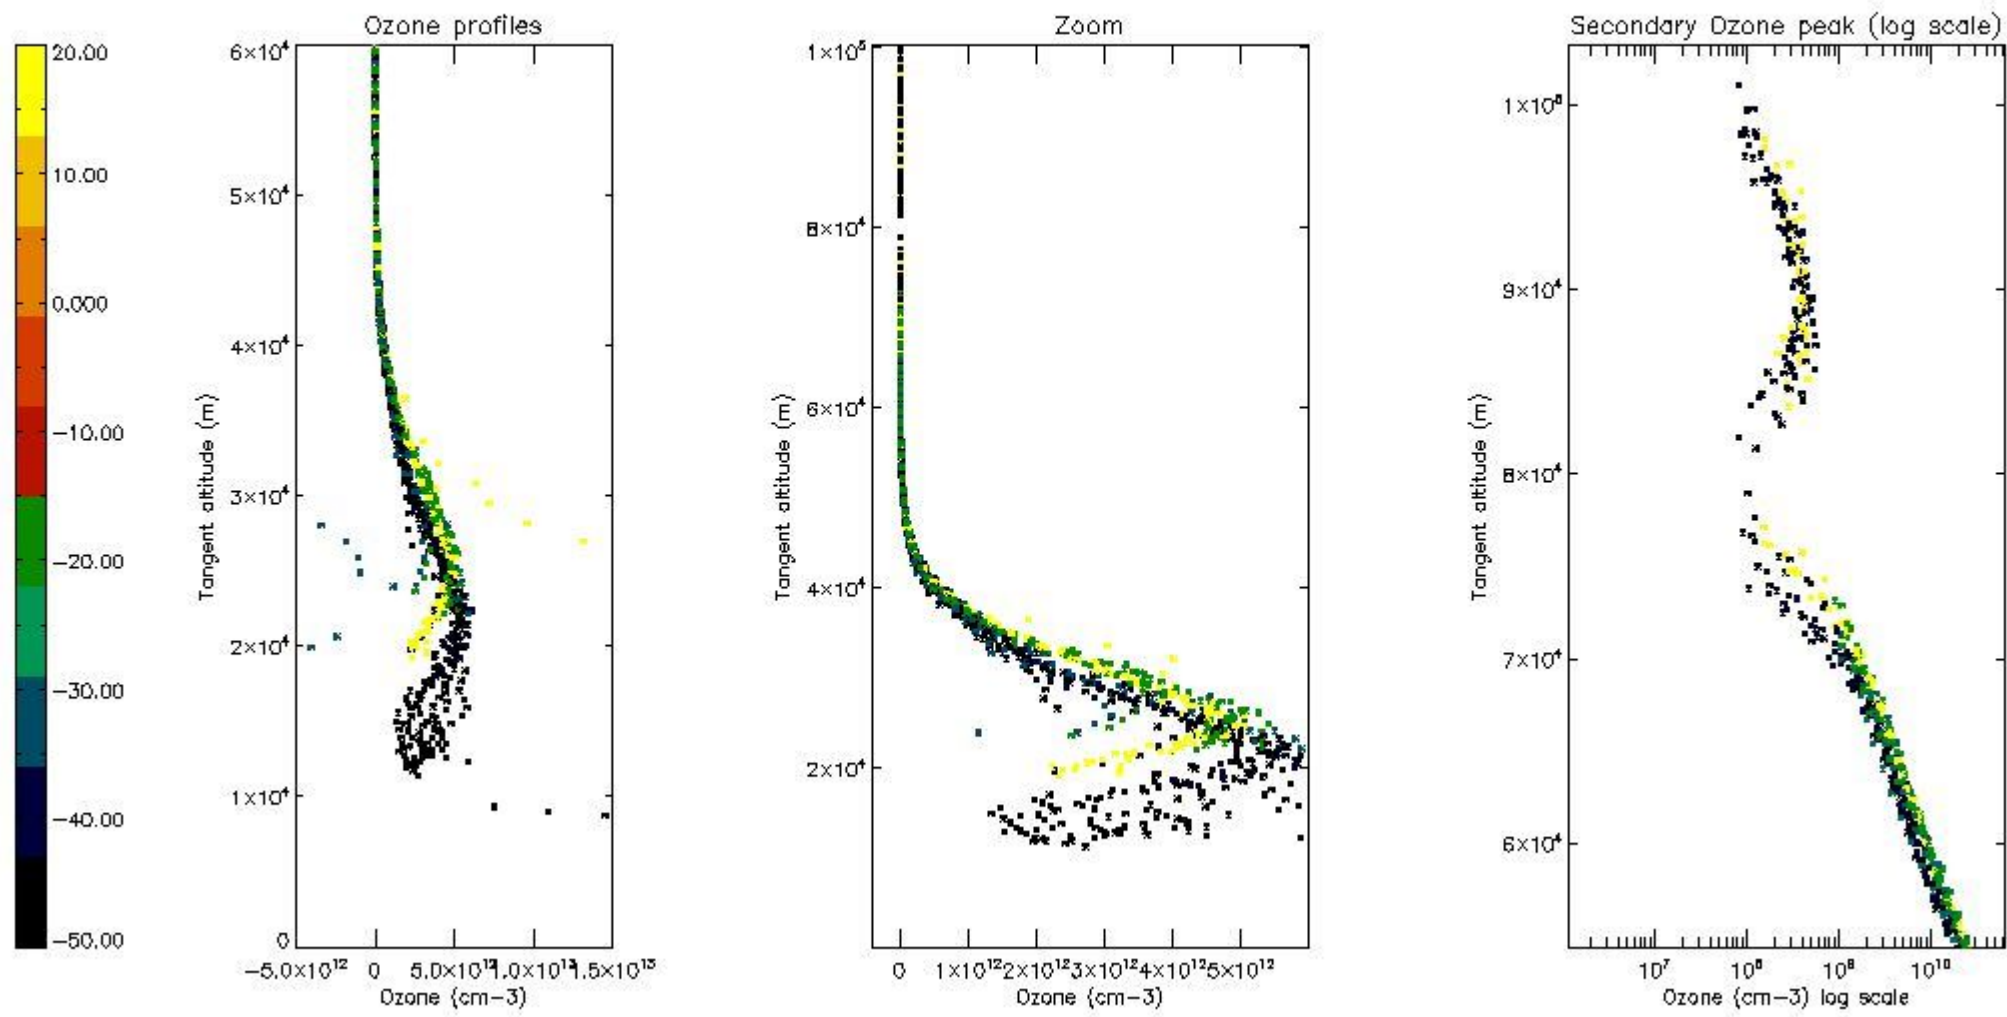 Ozone profiles
Zoom
Secondary Ozone peak (log scale)
20.00
10.00
0.000
−10.00
−20.00
−30.00
−40.00
−50.00
6×10⁴
5×10⁴
4×10⁴
3×10⁴
2×10⁴
1×10⁴
0
Tangent altitude (m)
−5.0×10¹² 0
Ozone (cm−3)
1×10⁵
8×10⁴
6×10⁴
4×10⁴
2×10⁴
Tangent altitude (m)
0 1×10¹² 2×10¹² 3×10¹² 4×10¹² 5×10¹²
Ozone (cm−3)
9×10⁴
8×10⁴
7×10⁴
6×10⁴
Tangent altitude (m)
10⁷ 10¹⁰
Ozone (cm−3) log scale